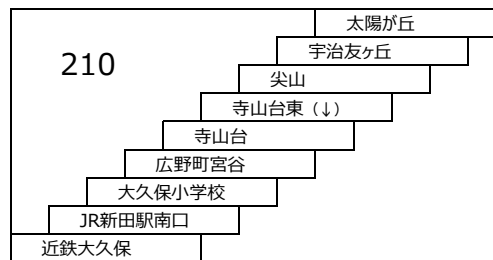 太陽が丘
宇治友ヶ丘
210
尖山
寺山台東（↓）
寺山台
広野町宮谷
大久保小学校
JR新田駅南口
近鉄大久保